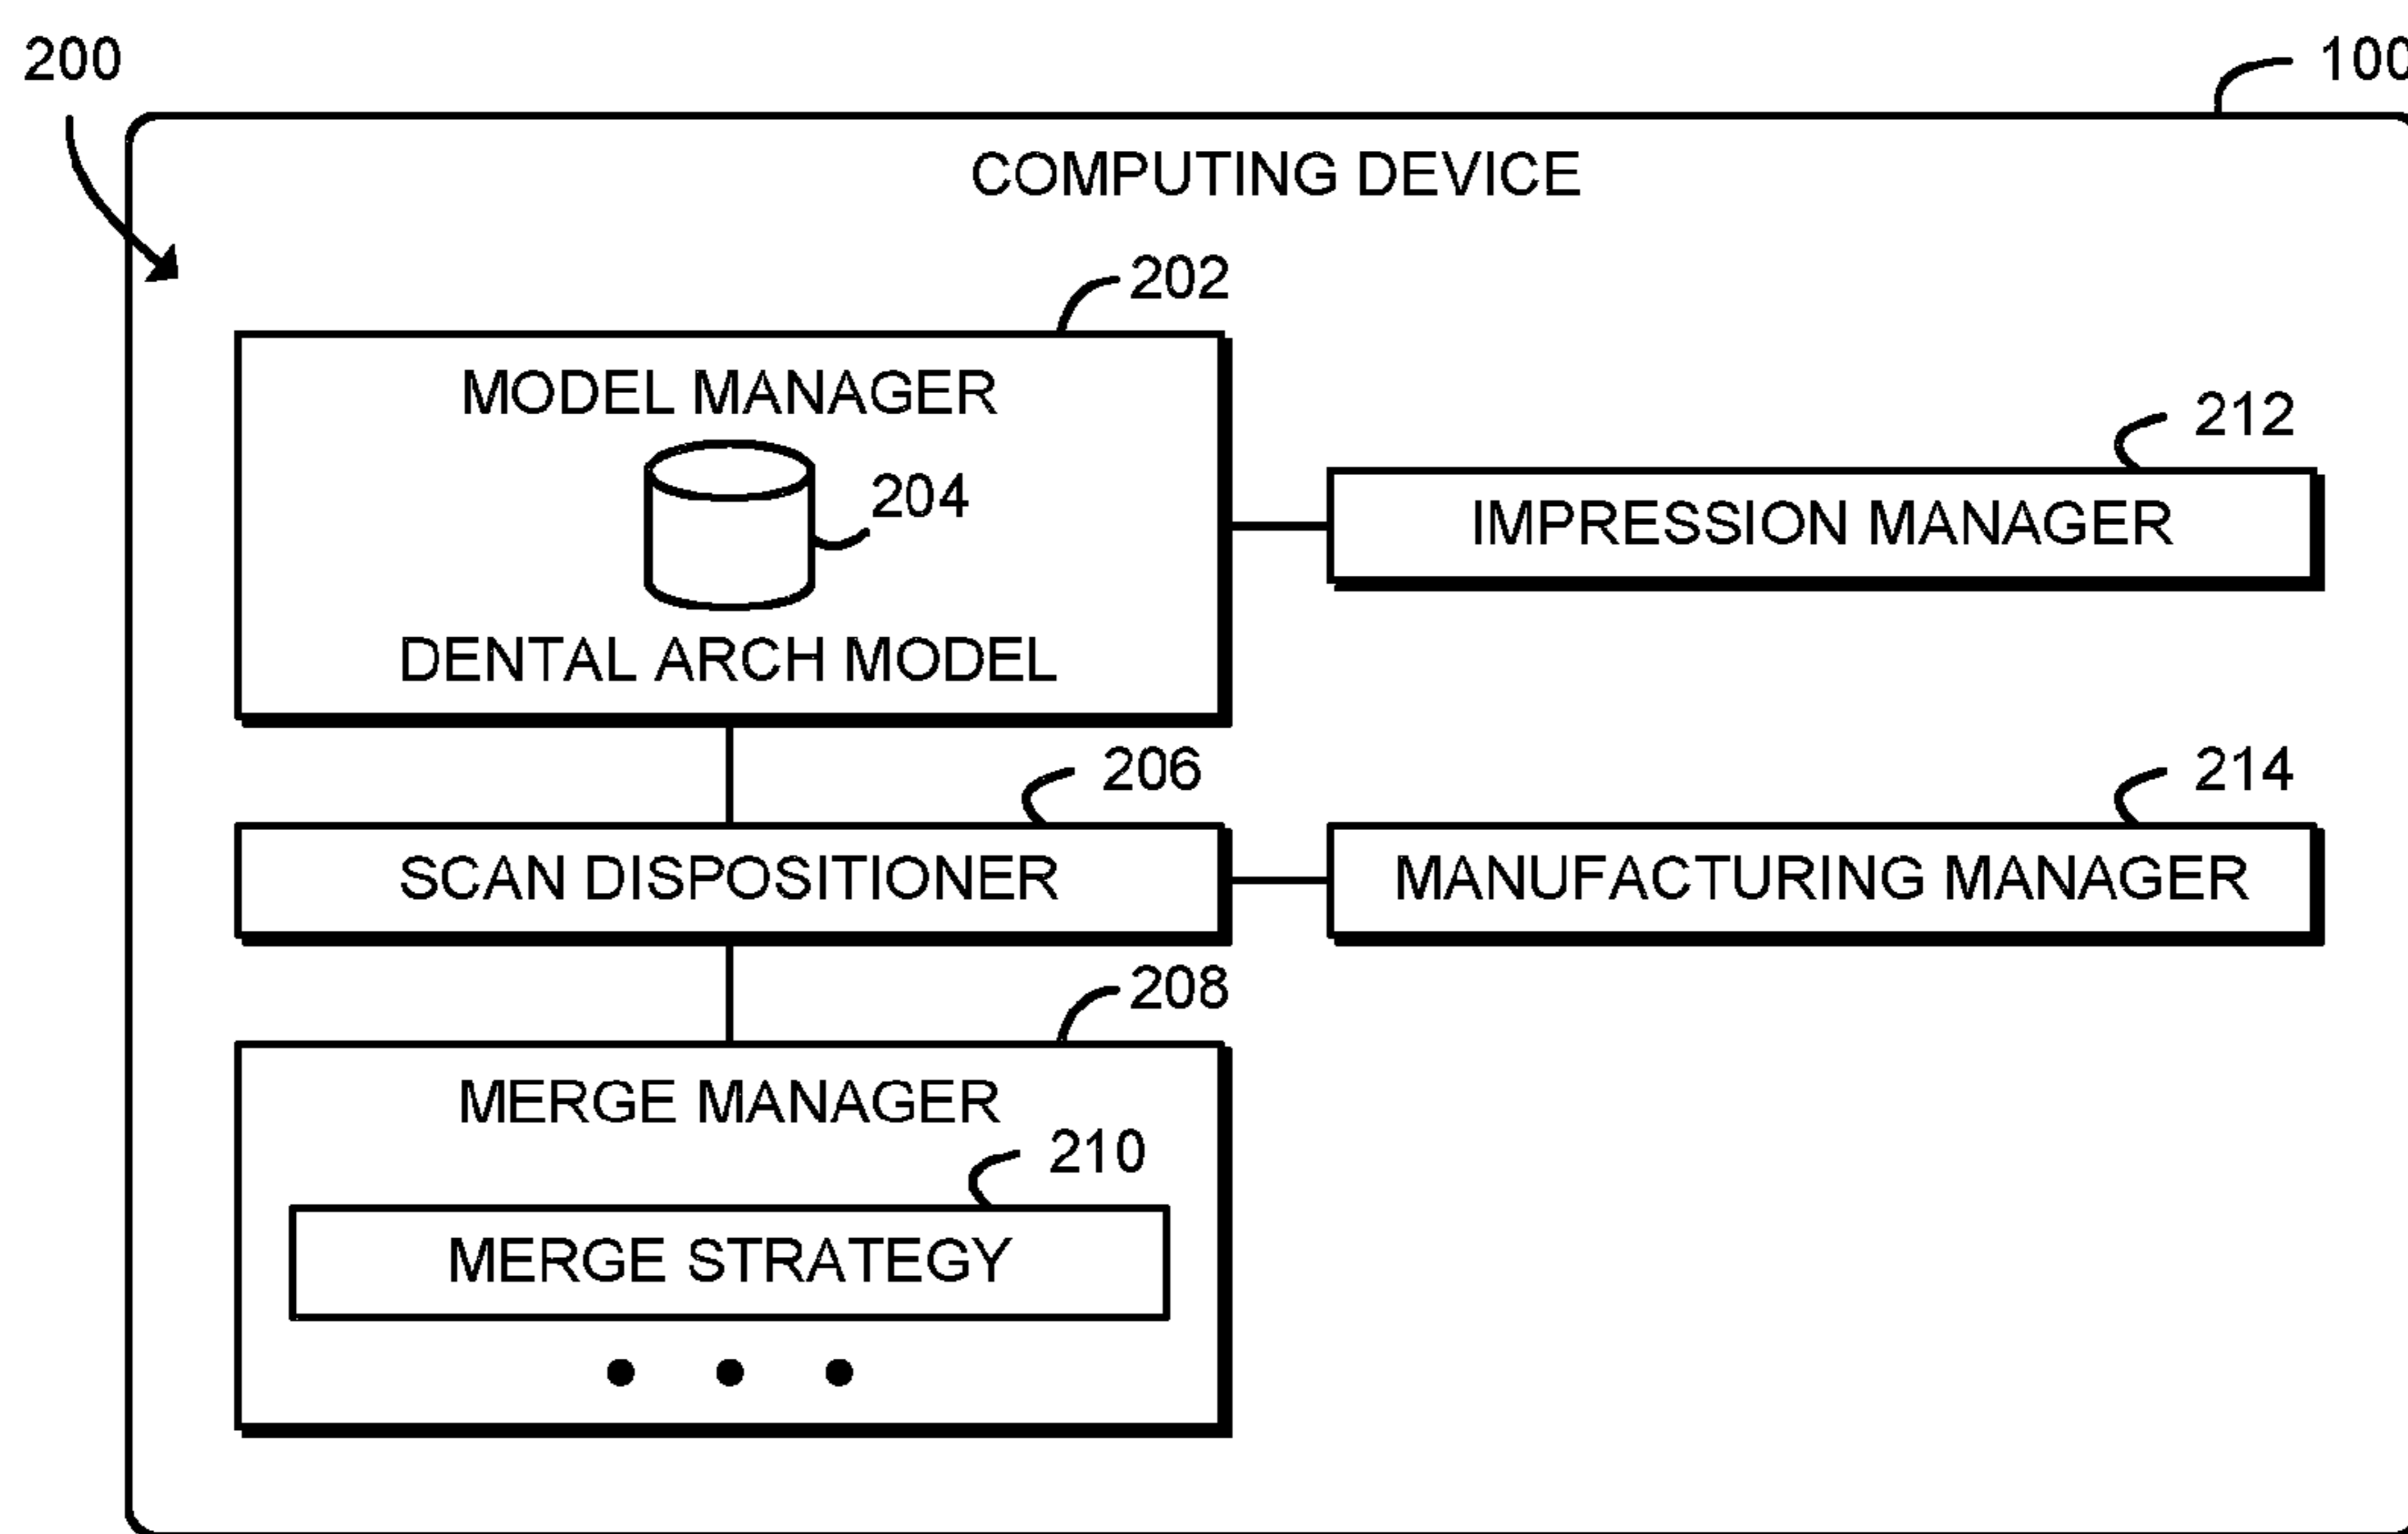 200
100
COMPUTING DEVICE
202
MODEL MANAGER
204
DENTAL ARCH MODEL
212
IMPRESSION MANAGER
206
SCAN DISPOSITIONER
214
MANUFACTURING MANAGER
208
MERGE MANAGER
210
MERGE STRATEGY